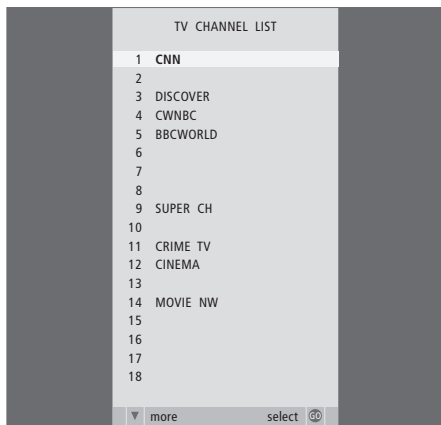 TV CHANNEL LIST
1 CNN
2
3 DISCOVER
4 CWNBC
5 BBCWORLD
6
7
8
9 SUPER CH
10
11 CRIME TV
12 CINEMA
13
14 MOVIE NW
15
16
17
18
▼ more select GO